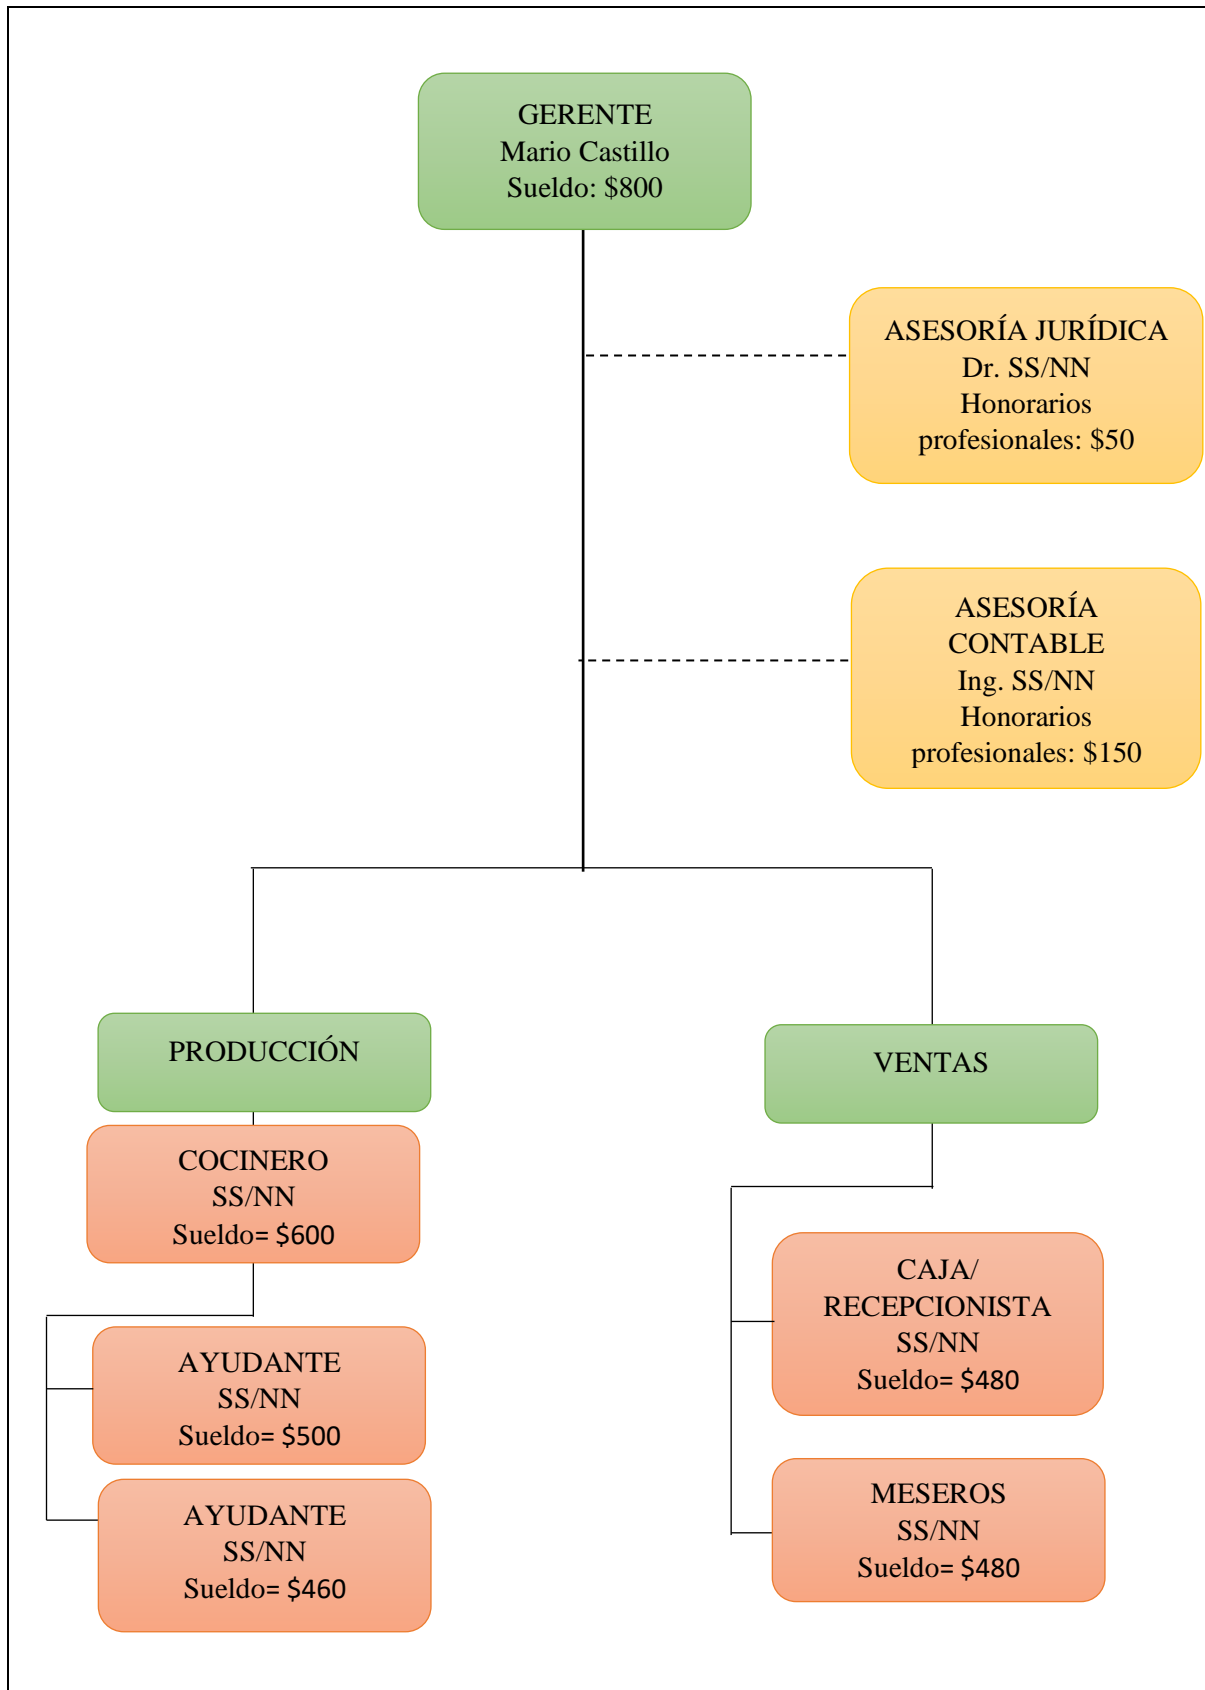 GERENTE
Mario Castillo
Sueldo: $800
ASESORÍA JURÍDICA
Dr. SS/NN
Honorarios
profesionales: $50
ASESORÍA
CONTABLE
Ing. SS/NN
Honorarios
profesionales: $150
PRODUCCIÓN
COCINERO
SS/NN
Sueldo= $600
AYUDANTE
SS/NN
Sueldo= $500
AYUDANTE
SS/NN
Sueldo= $460
VENTAS
CAJA/
RECEPCIONISTA
SS/NN
Sueldo= $480
MESEROS
SS/NN
Sueldo= $480